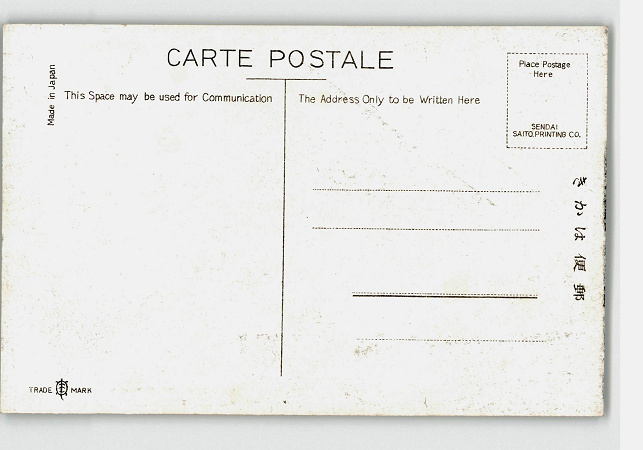 CARTE POSTALE
Made in Japan
This Space may be used for Communication
The Address Only to be Written Here
Place Postage
Here
SENDAI
SAITO.PRINTING CO.
きかは便郵
TRADE MARK